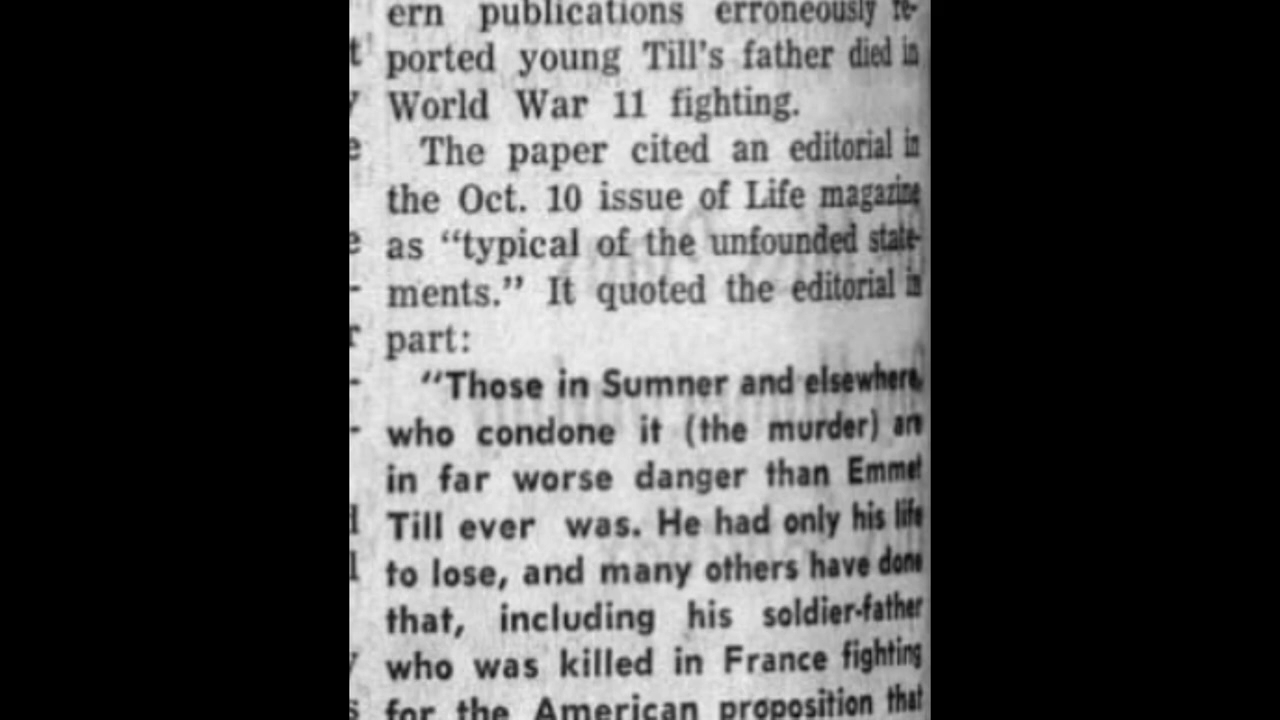 ern publications erroneously re-
ported young Till's father died in
World War 11 fighting.
The paper cited an editorial in
the Oct. 10 issue of Life magazine
as “typical of the unfounded state-
ments.” It quoted the editorial in
part:
“Those in Sumner and elsewhere,
who condone it (the murder) are
in far worse danger than Emmet
Till ever was. He had only his life
to lose, and many others have done
that, including his soldier-father
who was killed in France fighting
for the American proposition that